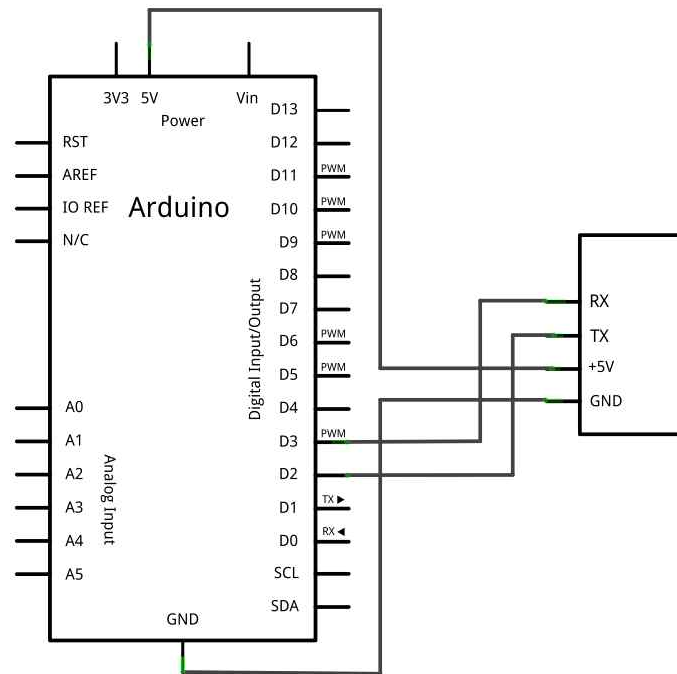 3V3 5V Vin
Power
D13
RST D12
AREF D11 PWM
IO REF Arduino D10 PWM
N/C D9 PWM
D8
D7
Digital Input/Output
D6 PWM
D5 PWM
A0 D4
A1 D3 PWM
A2 D2
Analog Input
A3 D1 TX ►
A4 D0 RX ◄
A5 SCL
SDA
GND
RX
TX
+5V
GND